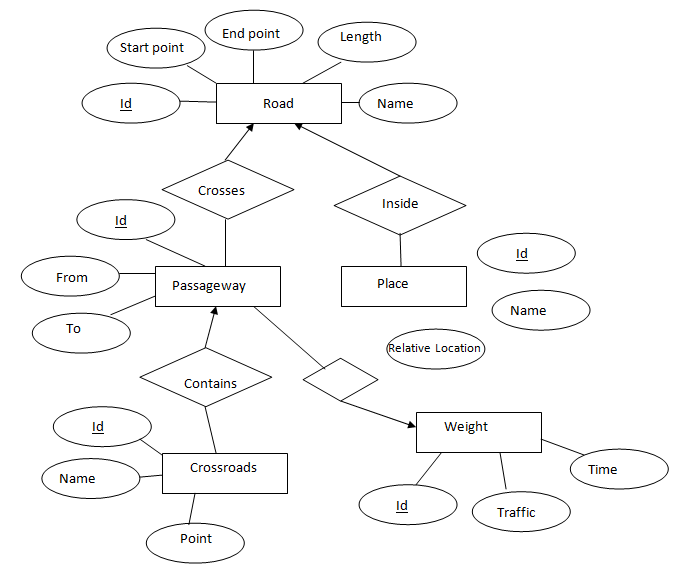 End point
Length
Start point
Id
Road
Name
Crosses
Inside
Id
Id
From
Passageway
Place
Name
To
Relative Location
Contains
Id
Weight
Name
Crossroads
Time
Id
Traffic
Point